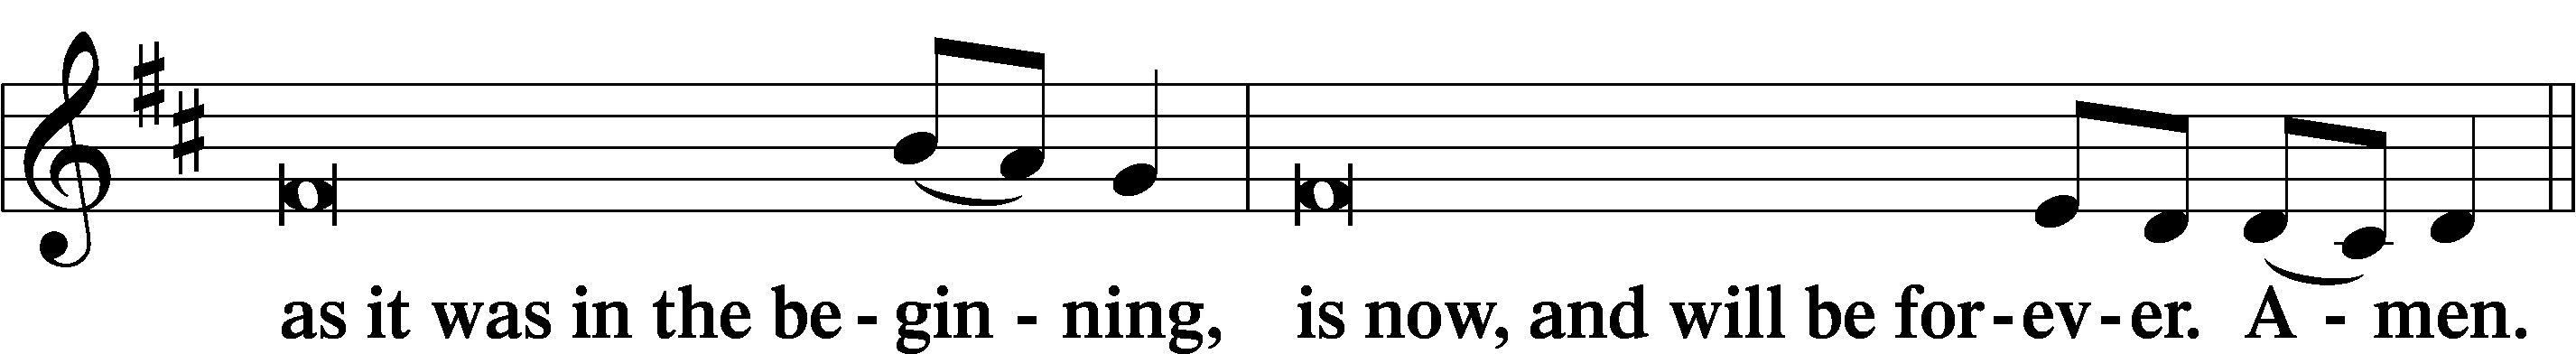 as it was in the be - gin - ning, is now, and will be for-ev-er. A - men.